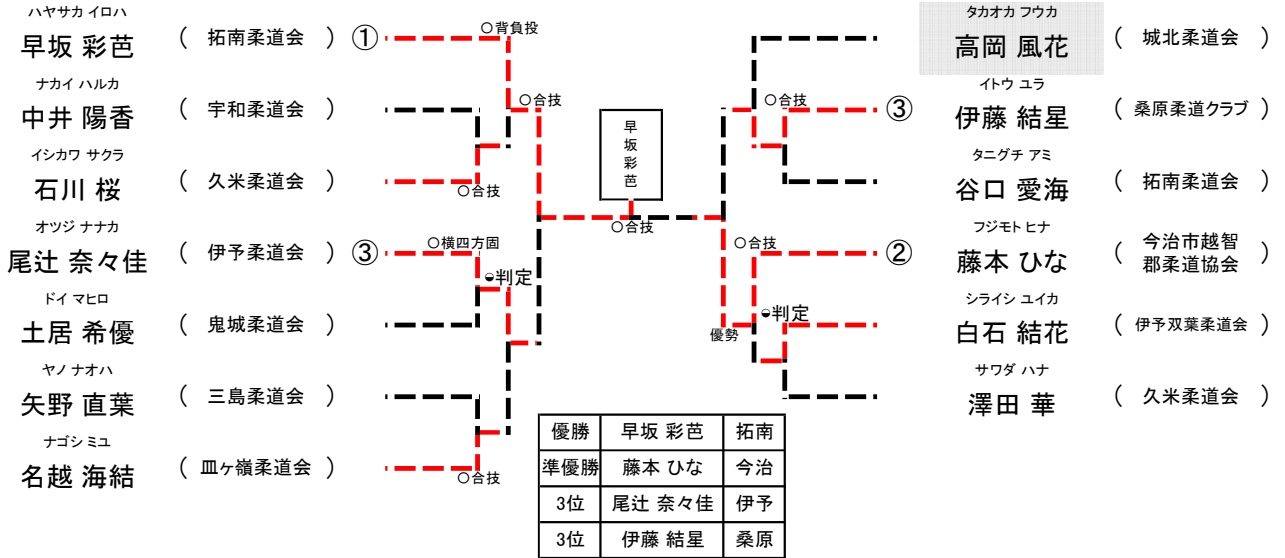 ハヤサカ イロハ
早坂 彩芭 ( 拓南柔道会 ) ①
ナカイ ハルカ
中井 陽香 ( 宇和柔道会 )
イシカワ サクラ
石川 桜 ( 久米柔道会 )
オツジ ナナカ
尾辻 奈々佳 ( 伊予柔道会 ) ③
ドイ マヒロ
土居 希優 ( 鬼城柔道会 )
ヤノ ナオハ
矢野 直葉 ( 三島柔道会 )
ナゴシ ミユ
名越 海結 ( 皿ヶ嶺柔道会 )
○背負投
○合技
○合技
○横四方固
◒判定
○合技
早坂彩芭
○合技
○合技
○合技
◒判定
優勢
タカオカ フウカ
高岡 風花 ( 城北柔道会 )
イトウ ユラ
③ 伊藤 結星 ( 桑原柔道クラブ )
タニグチ アミ
谷口 愛海 ( 拓南柔道会 )
フジモト ヒナ
② 藤本 ひな ( 今治市越智
郡柔道協会 )
シライシ ユイカ
白石 結花 ( 伊予双葉柔道会 )
サワダ ハナ
澤田 華 ( 久米柔道会 )
優勝 早坂 彩芭 拓南
準優勝 藤本 ひな 今治
3位 尾辻 奈々佳 伊予
3位 伊藤 結星 桑原